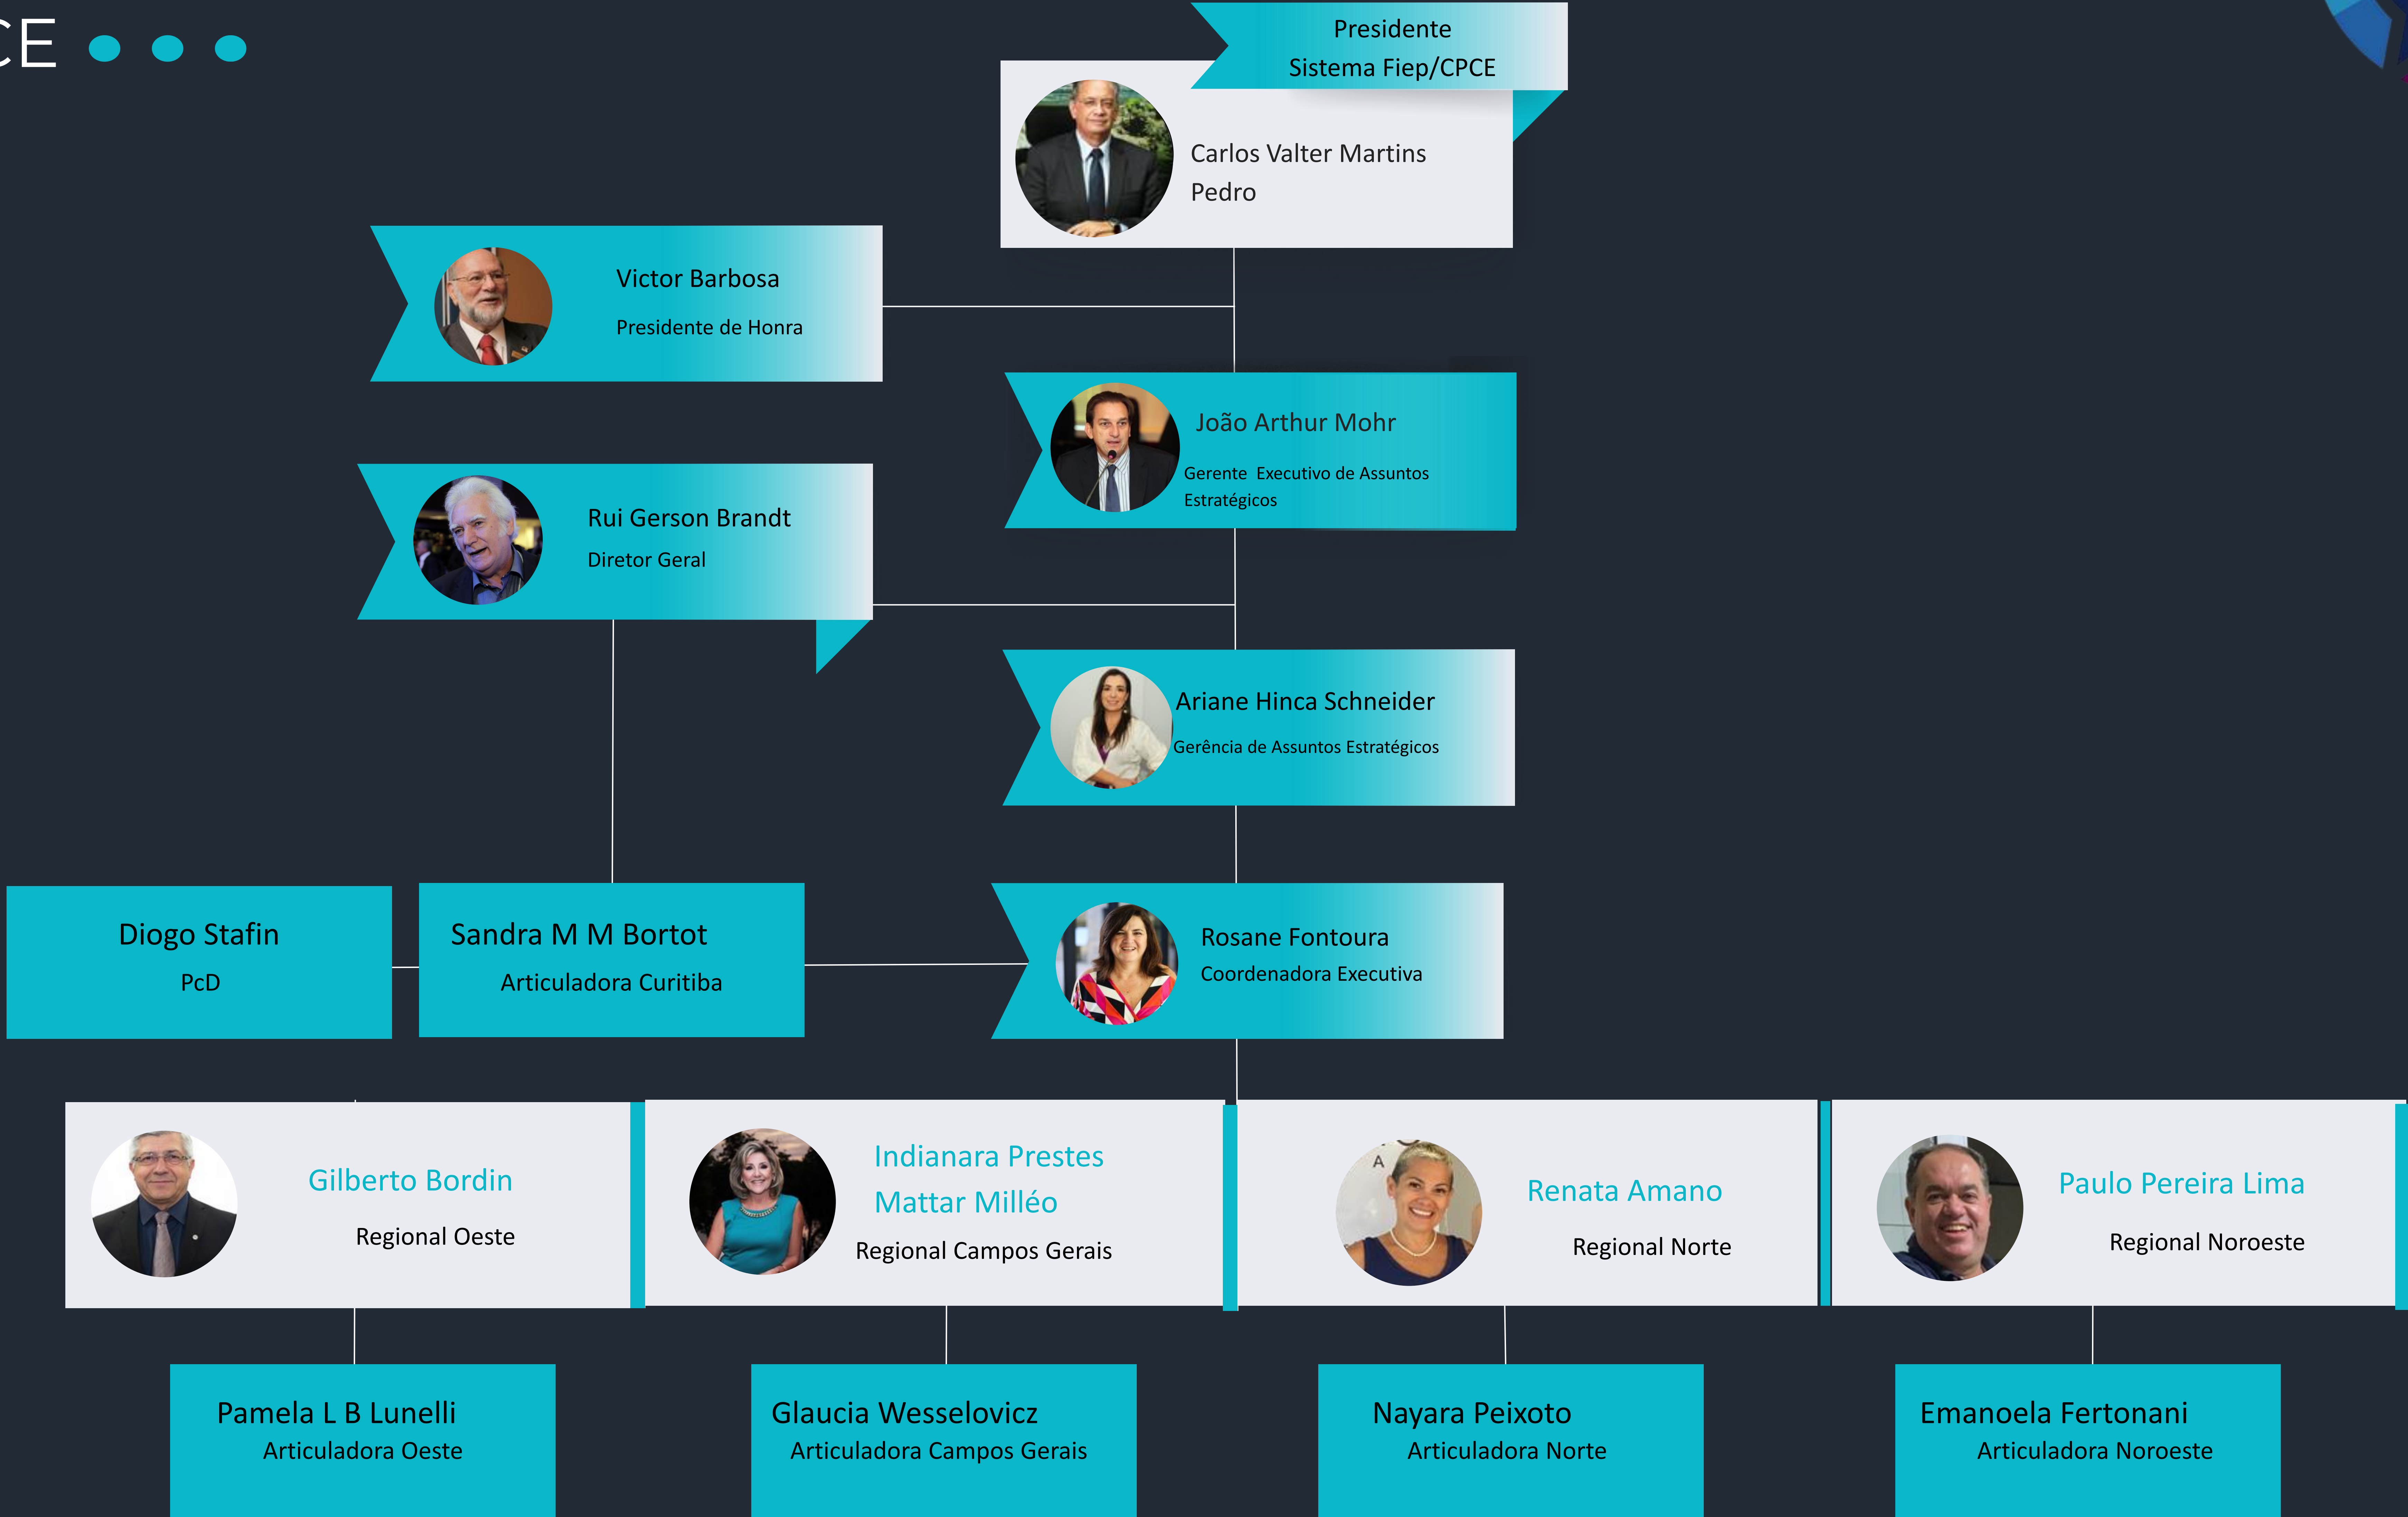 CE
Presidente
Sistema Fiep/CPCE
Carlos Valter Martins
Pedro
Victor Barbosa
Presidente de Honra
João Arthur Mohr
Gerente Executivo de Assuntos
Estratégicos
Rui Gerson Brandt
Diretor Geral
Ariane Hinca Schneider
Gerência de Assuntos Estratégicos
Diogo Stafin
PcD
Sandra M M Bortot
Articuladora Curitiba
Rosane Fontoura
Coordenadora Executiva
Gilberto Bordin
Regional Oeste
Indianara Prestes
Mattar Milléo
Regional Campos Gerais
Renata Amano
Regional Norte
Paulo Pereira Lima
Regional Noroeste
Pamela L B Lunelli
Articuladora Oeste
Glaucia Wesselovicz
Articuladora Campos Gerais
Nayara Peixoto
Articuladora Norte
Emanoela Fertonani
Articuladora Noroeste